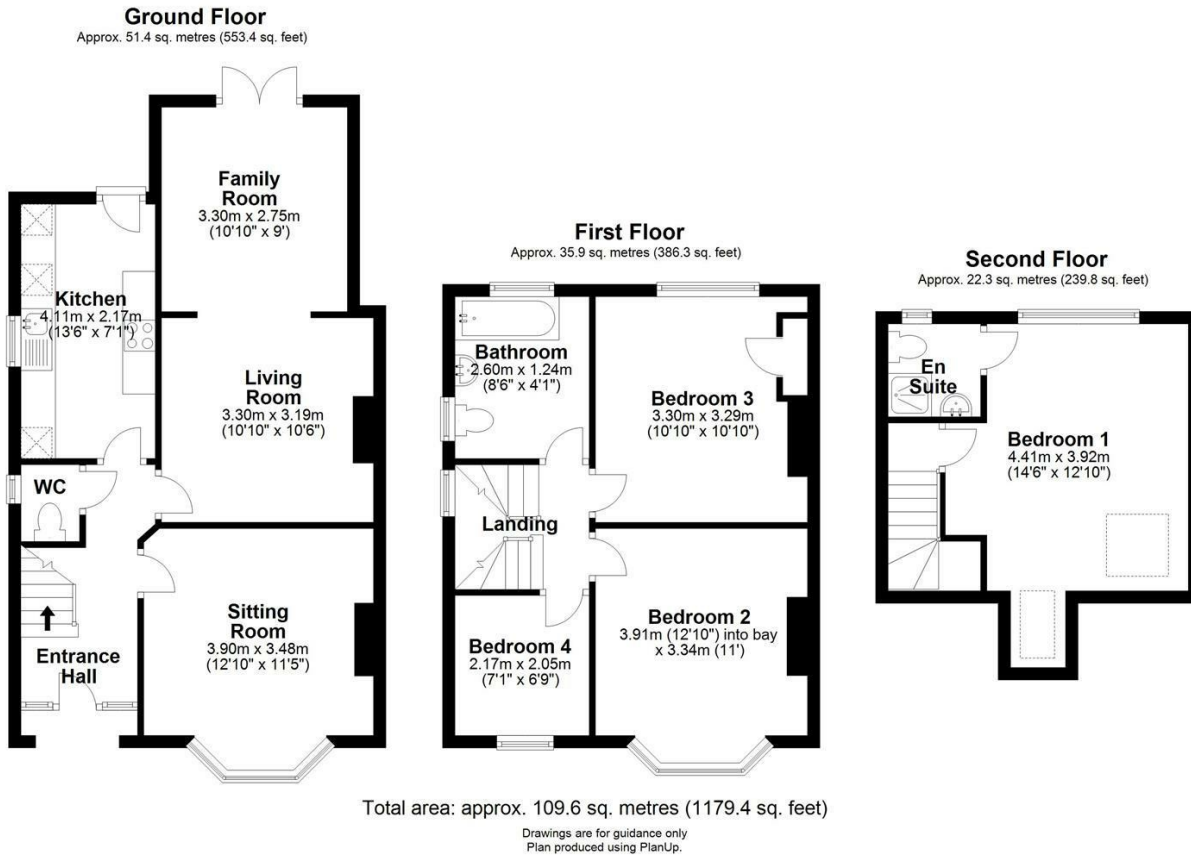 Ground Floor
Approx. 51.4 sq. metres (553.4 sq. feet)
Family
Room
3.30m x 2.75m
(10'10" x 9')
Kitchen
4.11m x 2.17m
(13'6" x 7'1")
Living
Room
3.30m x 3.19m
(10'10" x 10'6")
WC
Sitting
Room
3.90m x 3.48m
(12'10" x 11'5")
Entrance
Hall
First Floor
Approx. 35.9 sq. metres (386.3 sq. feet)
Bathroom
2.60m x 1.24m
(8'6" x 4'1")
Bedroom 3
3.30m x 3.29m
(10'10" x 10'10")
Landing
Bedroom 2
3.91m (12'10") into bay
x 3.34m (11')
Bedroom 4
2.17m x 2.05m
(7'1" x 6'9")
Second Floor
Approx. 22.3 sq. metres (239.8 sq. feet)
En
Suite
Bedroom 1
4.41m x 3.92m
(14'6" x 12'10")
Total area: approx. 109.6 sq. metres (1179.4 sq. feet)
Drawings are for guidance only
Plan produced using PlanUp.